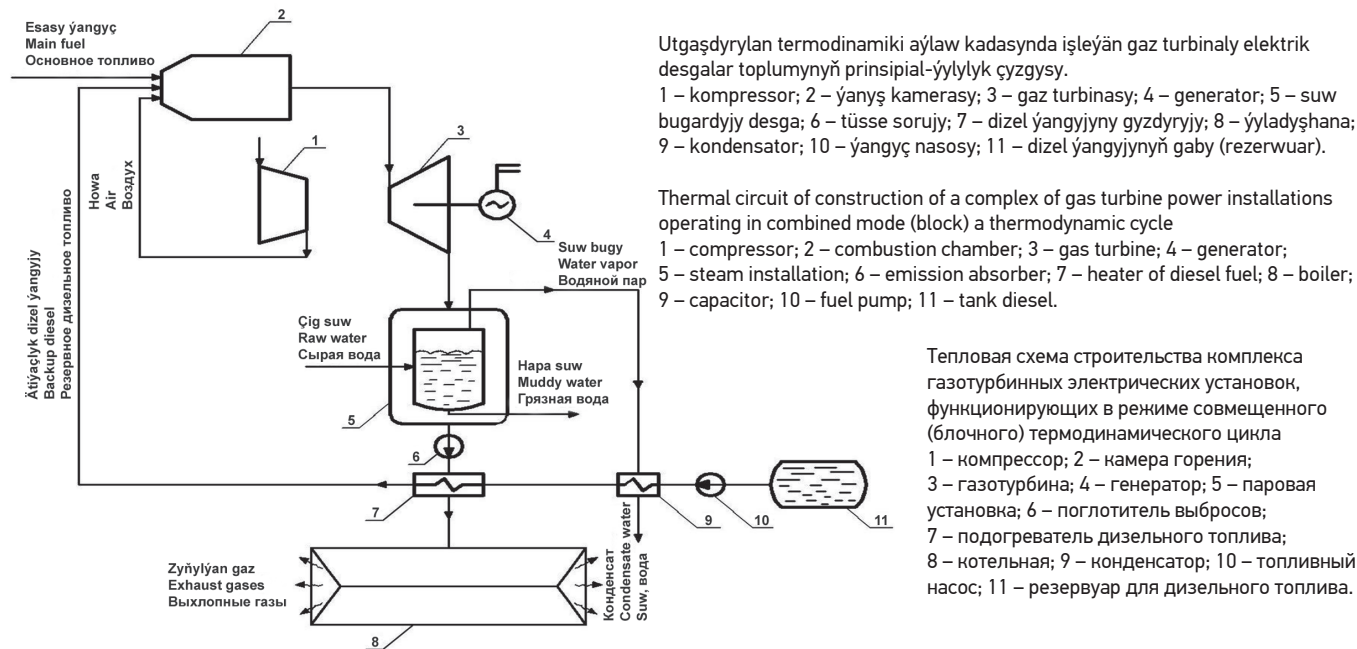 2
Esasy ýangyç
Main fuel
Основное топливо
3
1
Howa
Air
Воздух
4
Suw bugy
Water vapor
Водяной пар
Ätiýaçlyk dizel ýangyjy
Backup diesel
Резервное дизельное топливо
Çig suw
Raw water
Сырая вода
Hapa suw
Muddy water
Грязная вода
5
6
7
9
10
11
Zyňylýan gaz
Exhaust gases
Выхлопные газы
Конденсат
Condensate water
Suw, вода
8
Utgaşdyrylan termodinamiki aýlaw kadasynda işleýän gaz turbinaly elektrik
desgalar toplumynyň prinsipial-ýylylyk çyzgysy.
1 – kompressor; 2 – ýanyş kamerasy; 3 – gaz turbinasy; 4 – generator; 5 – suw
bugardyjy desga; 6 – tüsse sorujy; 7 – dizel ýangyjyny gyzdyryjy; 8 – ýyladyşhana;
9 – kondensator; 10 – ýangyç nasosy; 11 – dizel ýangyjynyň gaby (rezerwuar).
Thermal circuit of construction of a complex of gas turbine power installations
operating in combined mode (block) a thermodynamic cycle
1 – compressor; 2 – combustion chamber; 3 – gas turbine; 4 – generator;
5 – steam installation; 6 – emission absorber; 7 – heater of diesel fuel; 8 – boiler;
9 – capacitor; 10 – fuel pump; 11 – tank diesel.
Тепловая схема строительства комплекса
газотурбинных электрических установок,
функционирующих в режиме совмещенного
(блочного) термодинамического цикла
1 – компрессор; 2 – камера горения;
3 – газотурбина; 4 – генератор; 5 – паровая
установка; 6 – поглотитель выбросов;
7 – подогреватель дизельного топлива;
8 – котельная; 9 – конденсатор; 10 – топливный
насос; 11 – резервуар для дизельного топлива.